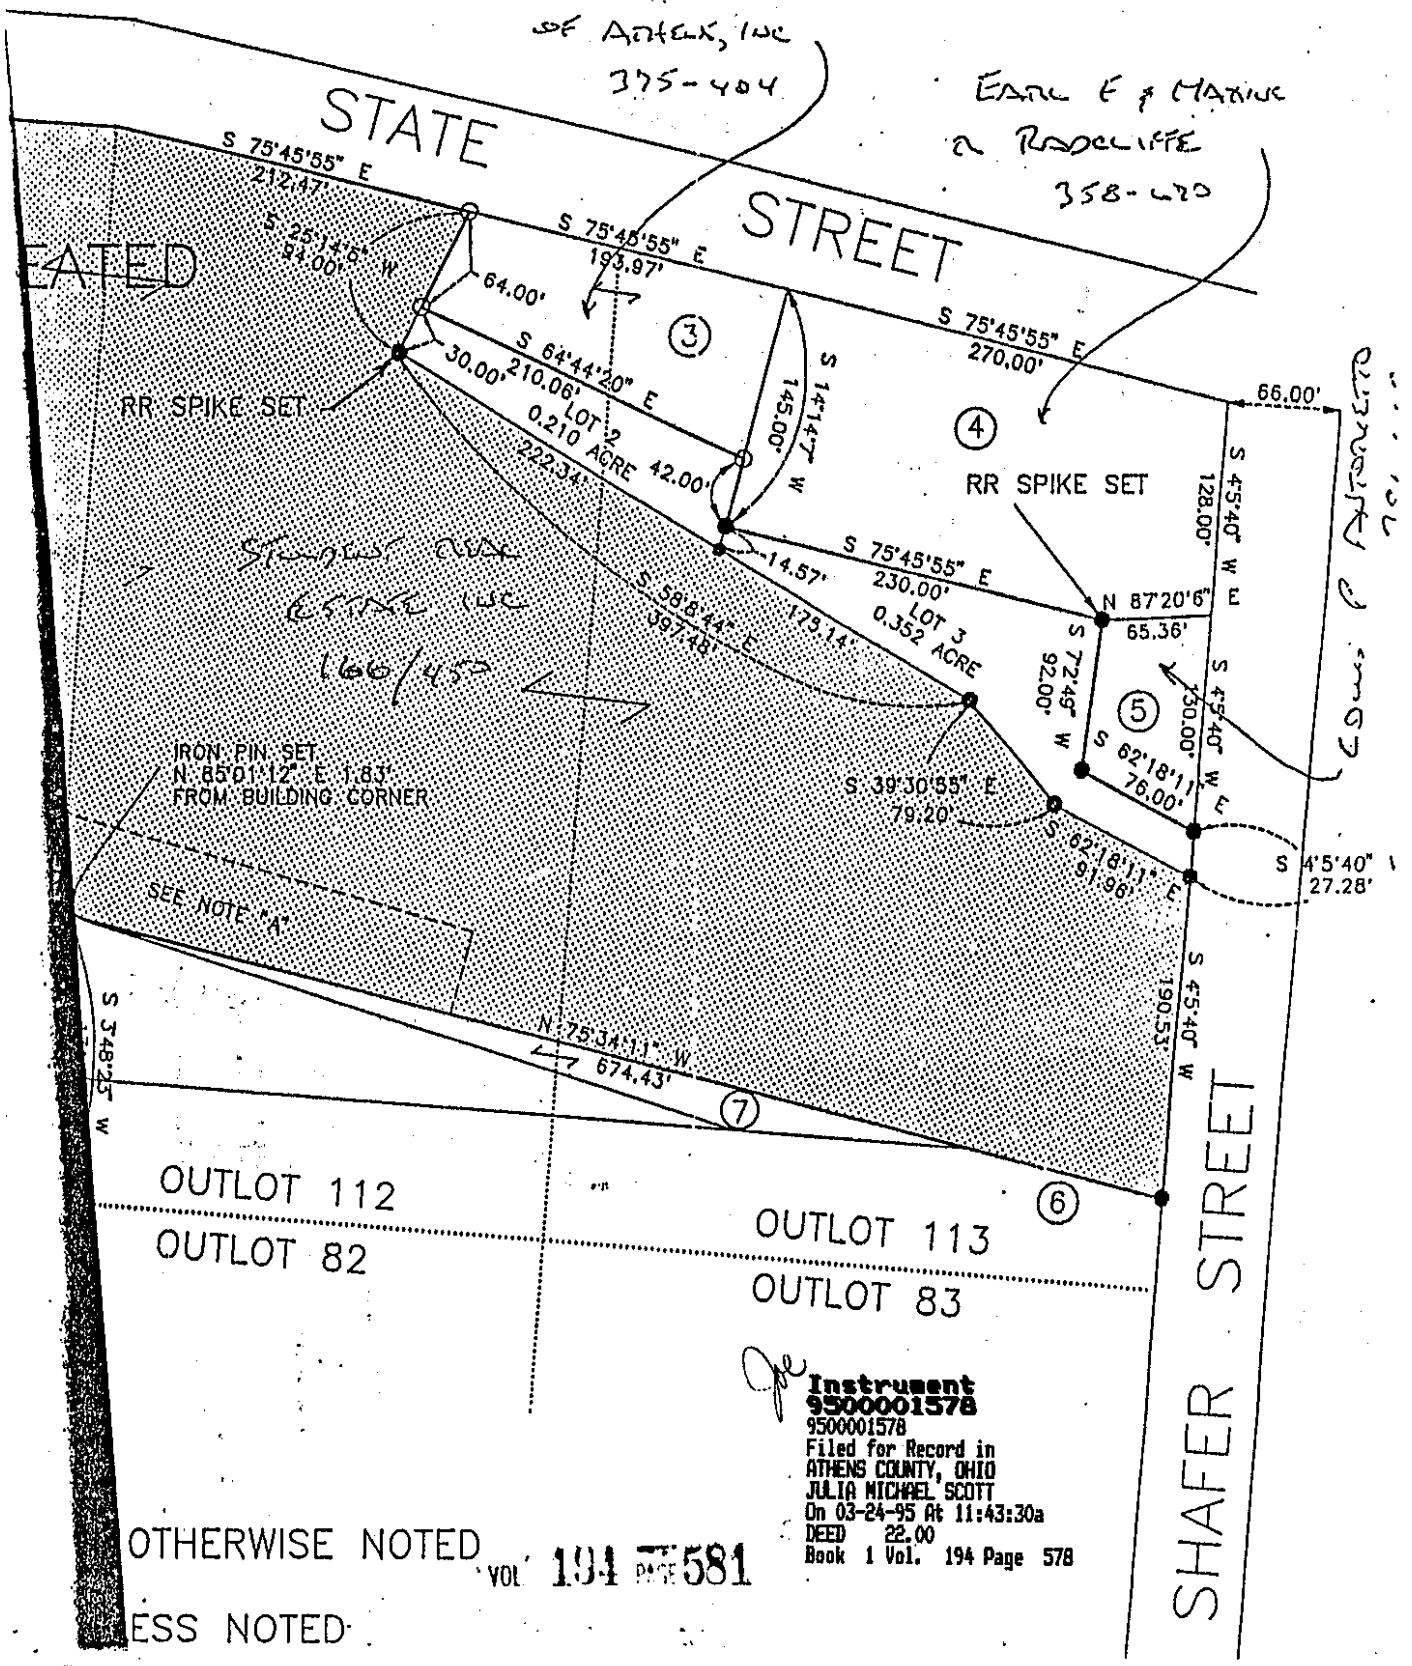 OF ATHENS, INC
375-404
EARL E & MAXINE
R RADCLIFFE
358-420
STATE
STREET
S 75°45'55" E
212.47'
S 25°14'6" W
94.00'
EATED
S 75°45'55" E
193.97'
64.00'
3
S 75°45'55" E
270.00'
66.00'
S 64°44'20" E
210.06'
30.00'
LOT 2
0.210 ACRE
222.34'
42.00'
S 14°14'7" W
145.00'
RR SPIKE SET
4
RR SPIKE SET
S 4°5'40" W
128.00'
S 75°45'55" E
230.00'
14.57'
LOT 3
0.352 ACRE
N 87°20'6" E
65.36'
S 58°8'44" E
397.48'
175.14'
S 7°2'49" W
92.00'
5
S 4°5'40" W
130.00'
ESTATE INC
166/450
S 62°18'11" E
76.00'
IRON PIN SET
N 85°01'12" E 1.83'
FROM BUILDING CORNER
S 39°30'55" E
79.20'
S 62°18'11" E
91.96'
S 4°5'40"
27.28'
SEE NOTE "A"
S 3°48'25" W
S 4°5'40" W
190.53'
N 75°34'11" W
674.43'
7
6
OUTLOT 112
OUTLOT 113
OUTLOT 82
OUTLOT 83
SHAFER STREET
Instrument
9500001578
9500001578
Filed for Record in
ATHENS COUNTY, OHIO
JULIA MICHAEL SCOTT
On 03-24-95 At 11:43:30a
DEED 22.00
Book 1 Vol. 194 Page 578
OTHERWISE NOTED
VOL 194 PAGE 581
ESS NOTED